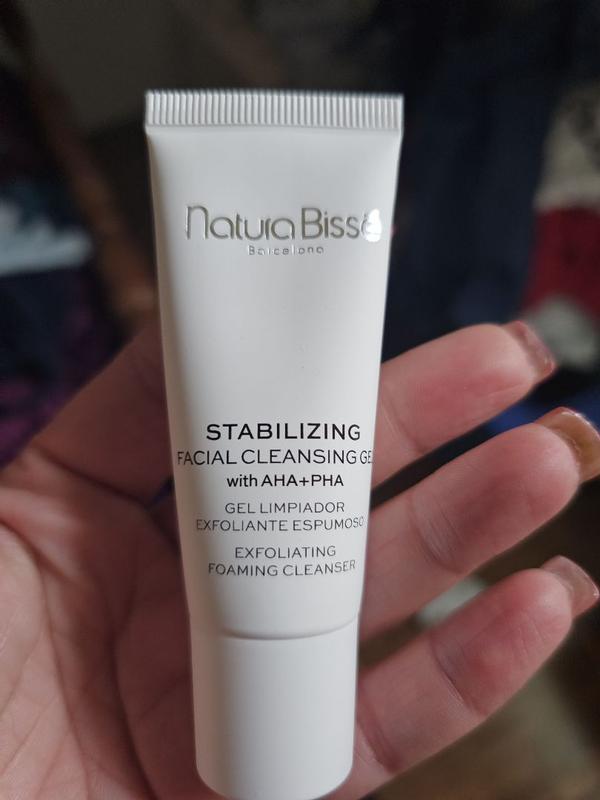 Natura Bissé
Barcelona
STABILIZING
FACIAL CLEANSING GEL
with AHA+PHA
GEL LIMPIADOR
EXFOLIANTE ESPUMOSO
EXFOLIATING
FOAMING CLEANSER